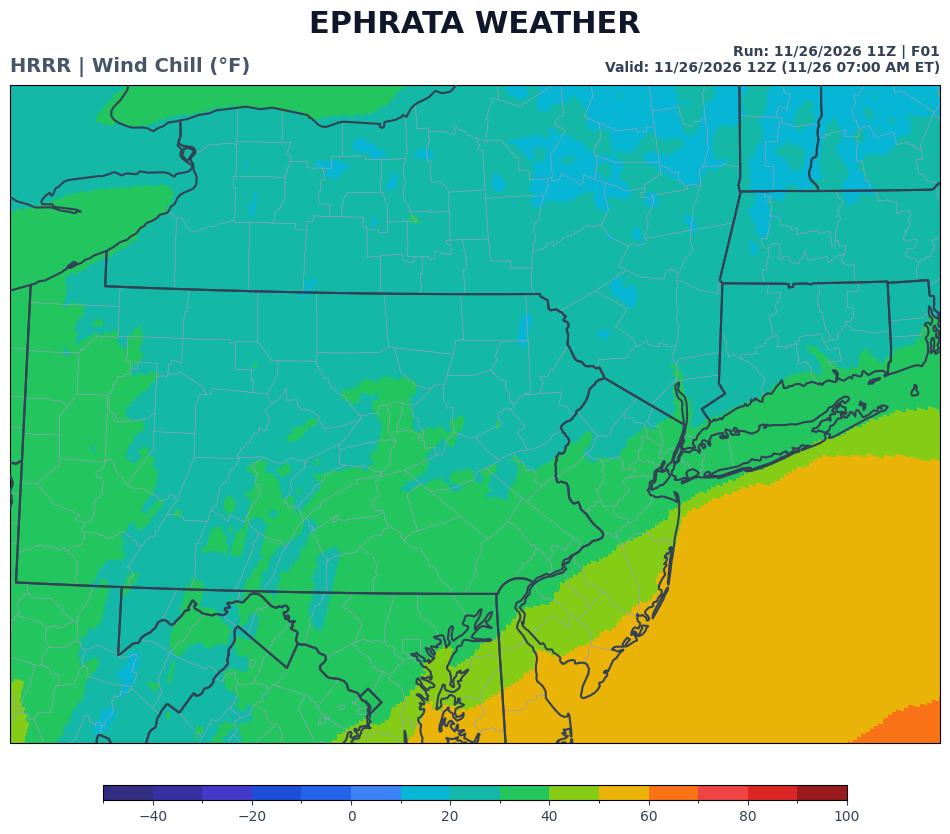 EPHRATA WEATHER
HRRR | Wind Chill (°F)
Run: 11/26/2026 11Z | F01
Valid: 11/26/2026 12Z (11/26 07:00 AM ET)
−40 −20 0 20 40 60 80 100